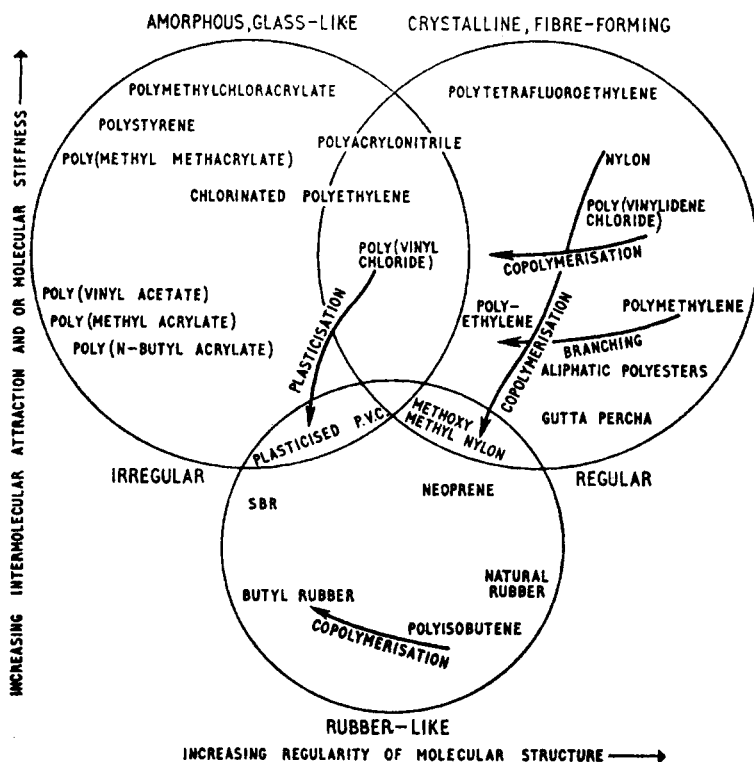 AMORPHOUS, GLASS-LIKE
CRYSTALLINE, FIBRE-FORMING
POLYMETHYLCHLORACRYLATE
POLYTETRAFLUOROETHYLENE
POLYSTYRENE
POLYACRYLONITRILE
POLY(METHYL METHACRYLATE)
NYLON
CHLORINATED POLYETHYLENE
POLY(VINYLIDENE
CHLORIDE)
POLY(VINYL
CHLORIDE)
COPOLYMERISATION
PLASTICISATION
POLY(VINYL ACETATE)
POLY(METHYL ACRYLATE)
POLY(N-BUTYL ACRYLATE)
POLY-
ETHYLENE
POLYMETHYLENE
BRANCHING
COPOLYMERISATION
ALIPHATIC POLYESTERS
GUTTA PERCHA
PLASTICISED P.V.C.
METHOXY
METHYL NYLON
IRREGULAR
REGULAR
SBR
NEOPRENE
NATURAL
RUBBER
BUTYL RUBBER
POLYISOBUTENE
COPOLYMERISATION
RUBBER-LIKE
INCREASING INTERMOLECULAR ATTRACTION AND OR MOLECULAR STIFFNESS
INCREASING REGULARITY OF MOLECULAR STRUCTURE